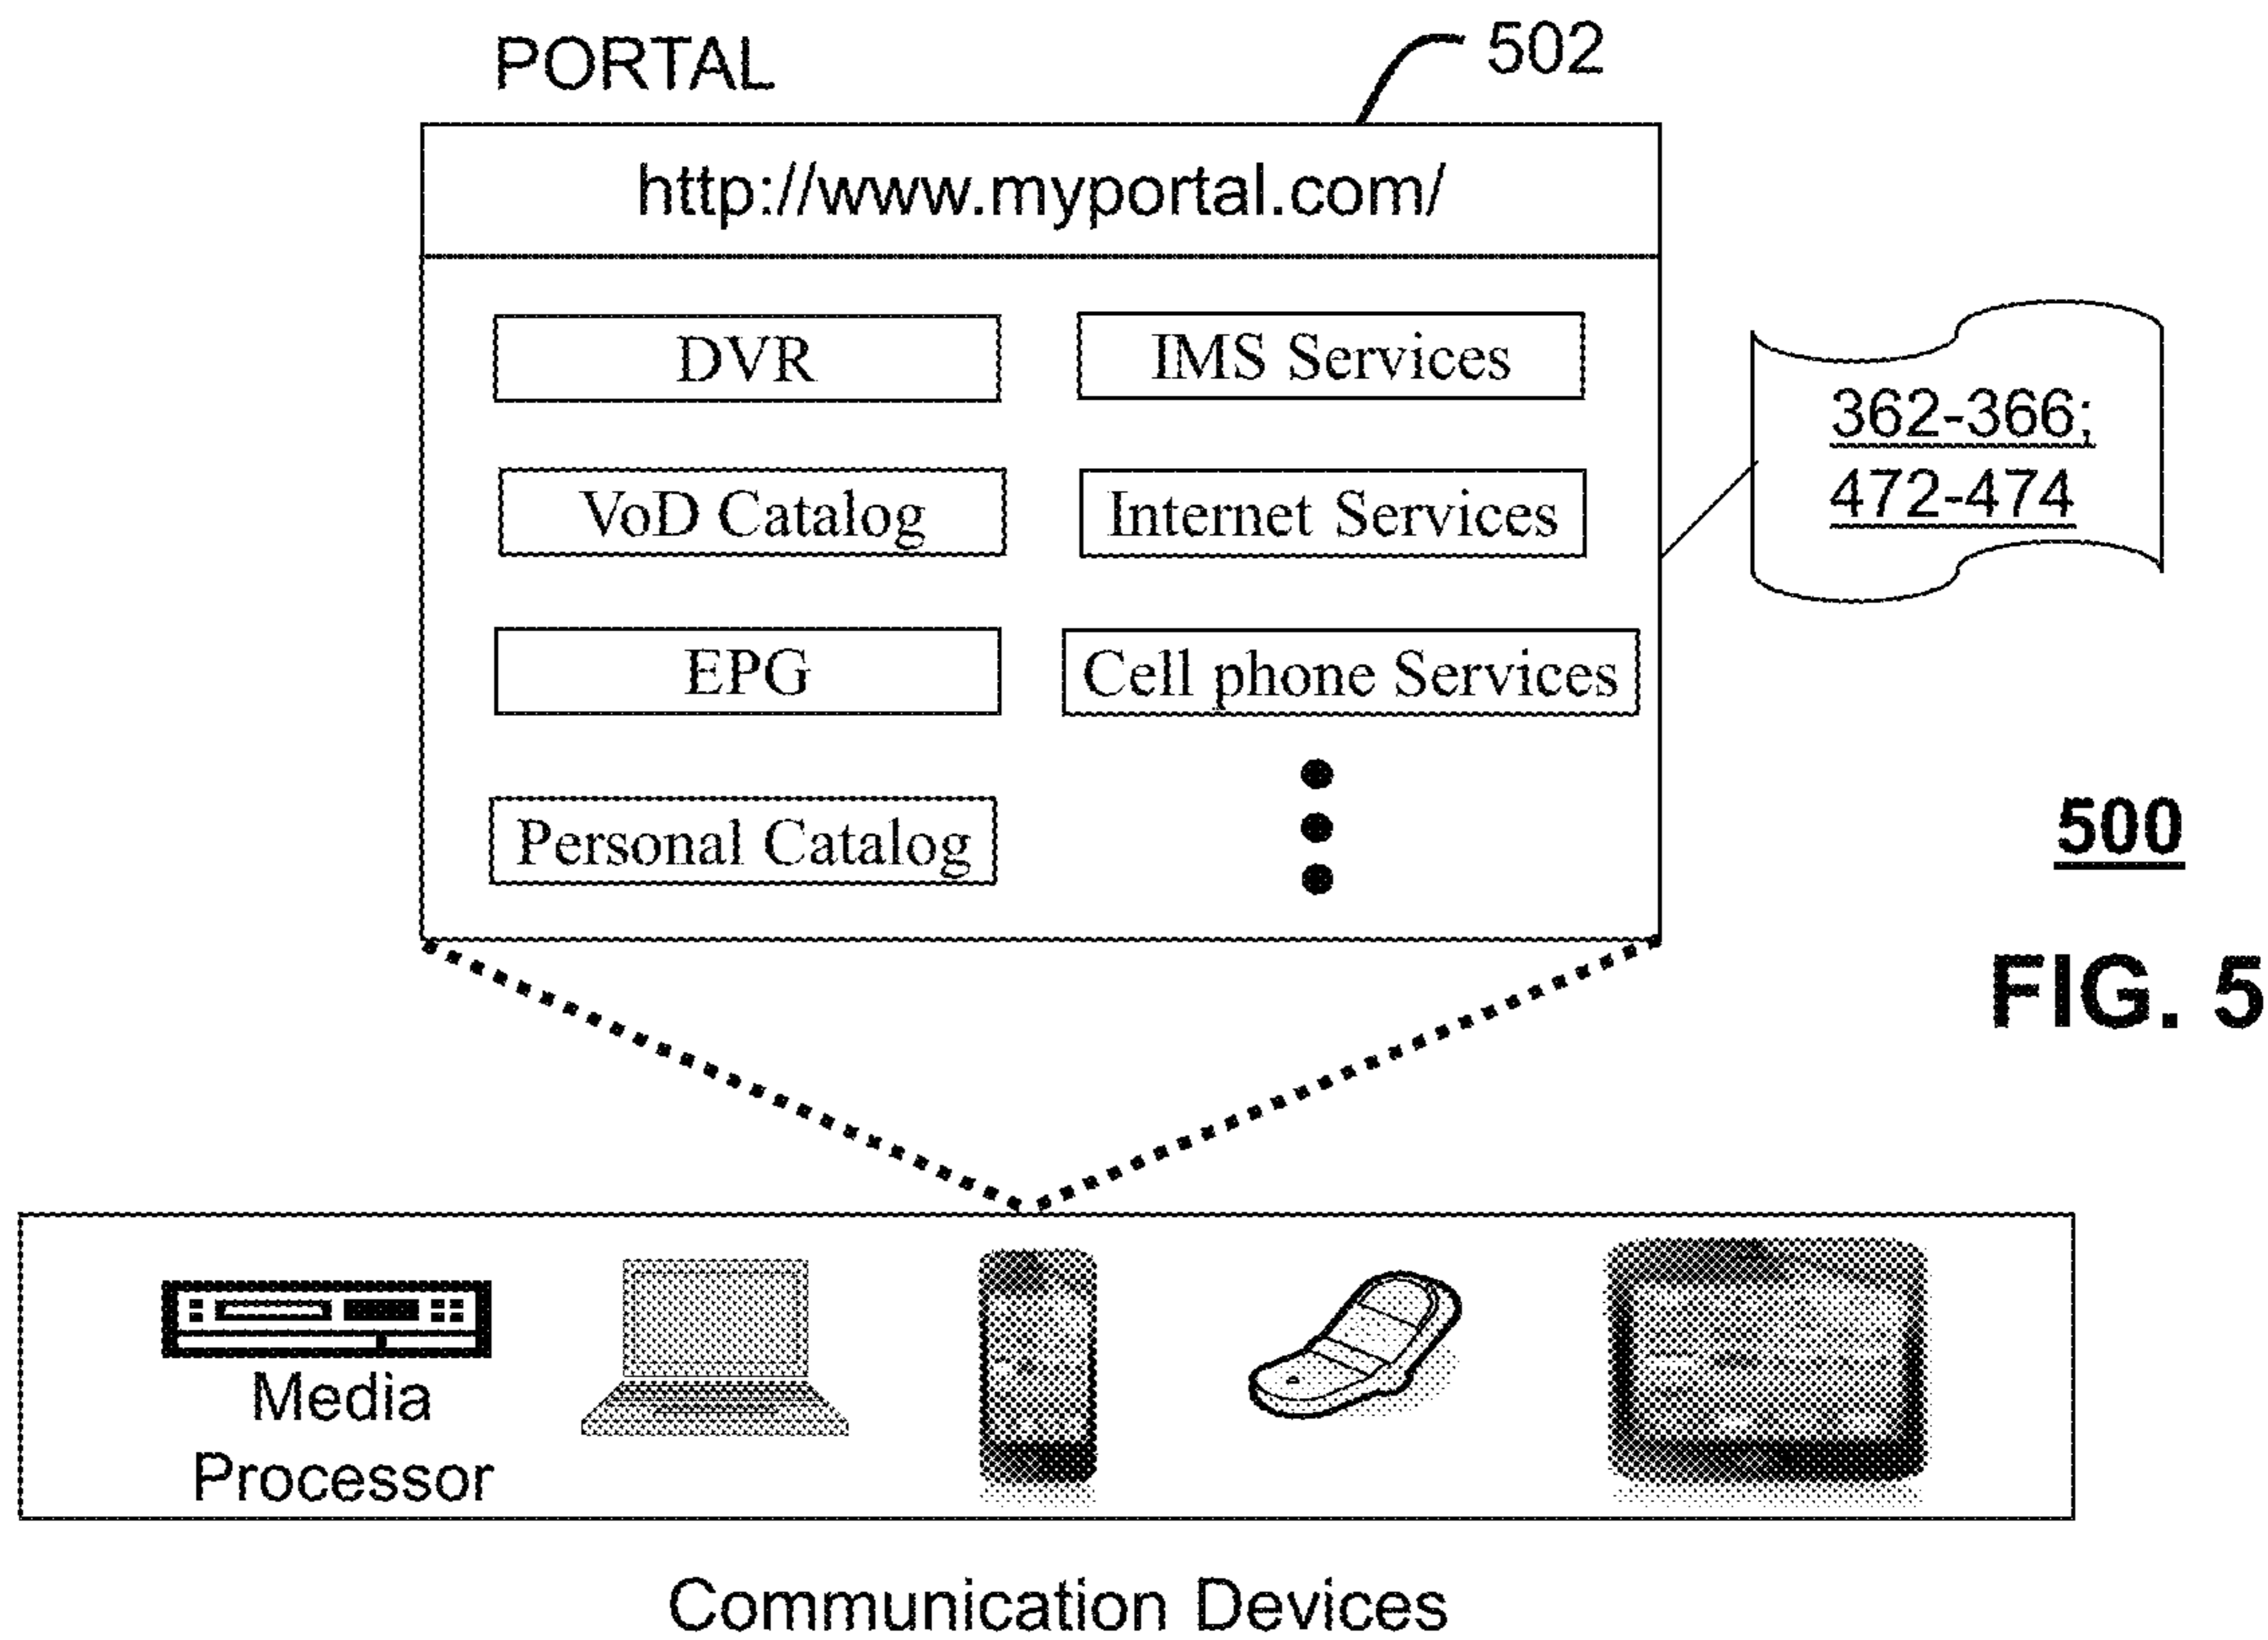 PORTAL
502
http://www.myportal.com/
DVR
IMS Services
VoD Catalog
Internet Services
EPG
Cell phone Services
Personal Catalog
362-366;
472-474
500
FIG. 5
Media
Processor
Communication Devices